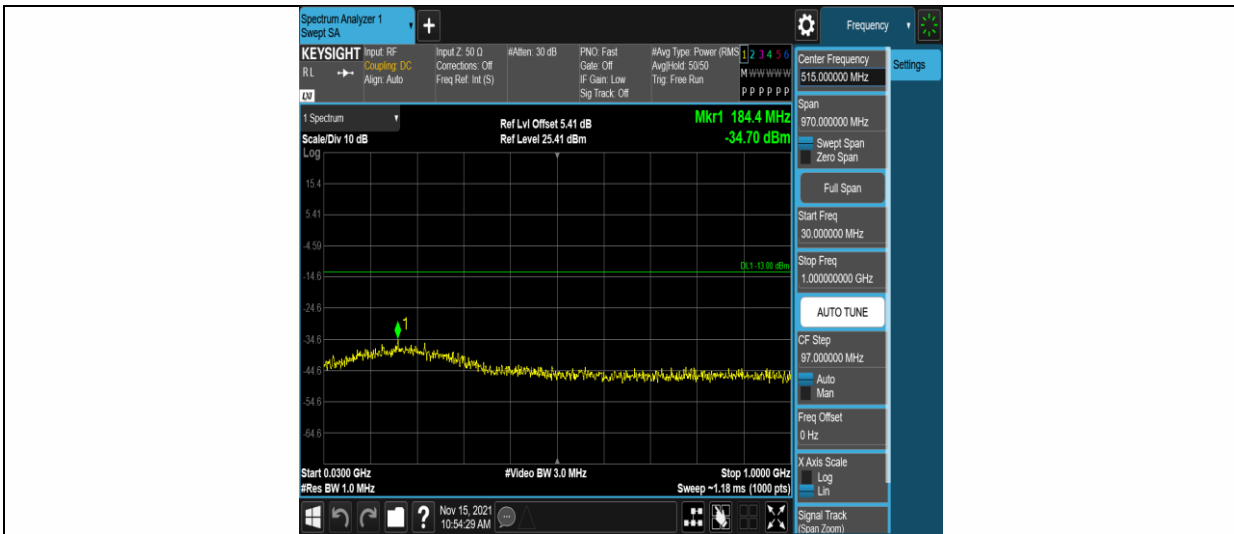 Spectrum Analyzer 1
Swept SA
+
Frequency
KEYSIGHT
Input: RF
Coupling: DC
Align: Auto
Input Z: 50 Ω
Corrections: Off
Freq Ref: Int (S)
#Atten: 30 dB
PNO: Fast
Gate: Off
IF Gain: Low
Sig Track: Off
#Avg Type: Power (RMS
Avg|Hold: 50/50
Trig: Free Run
1 2 3 4 5 6
M W W W W W
P P P P P P
R L
LXI
Center Frequency
515.000000 MHz
Settings
Span
970.000000 MHz
Swept Span
Zero Span
Full Span
Start Freq
30.000000 MHz
Stop Freq
1.000000000 GHz
AUTO TUNE
CF Step
97.000000 MHz
Auto
Man
Freq Offset
0 Hz
X Axis Scale
Log
Lin
Signal Track
(Span Zoom)
1 Spectrum
Scale/Div 10 dB
Log
Ref Lvl Offset 5.41 dB
Ref Level 25.41 dBm
Mkr1 184.4 MHz
-34.70 dBm
15.4
5.41
-4.59
DL1 -13.00 dBm
-14.6
-24.6
1
-34.6
-44.6
-54.6
-64.6
Start 0.0300 GHz
#Res BW 1.0 MHz
#Video BW 3.0 MHz
Stop 1.0000 GHz
Sweep ~1.18 ms (1000 pts)
?
Nov 15, 2021
10:54:29 AM